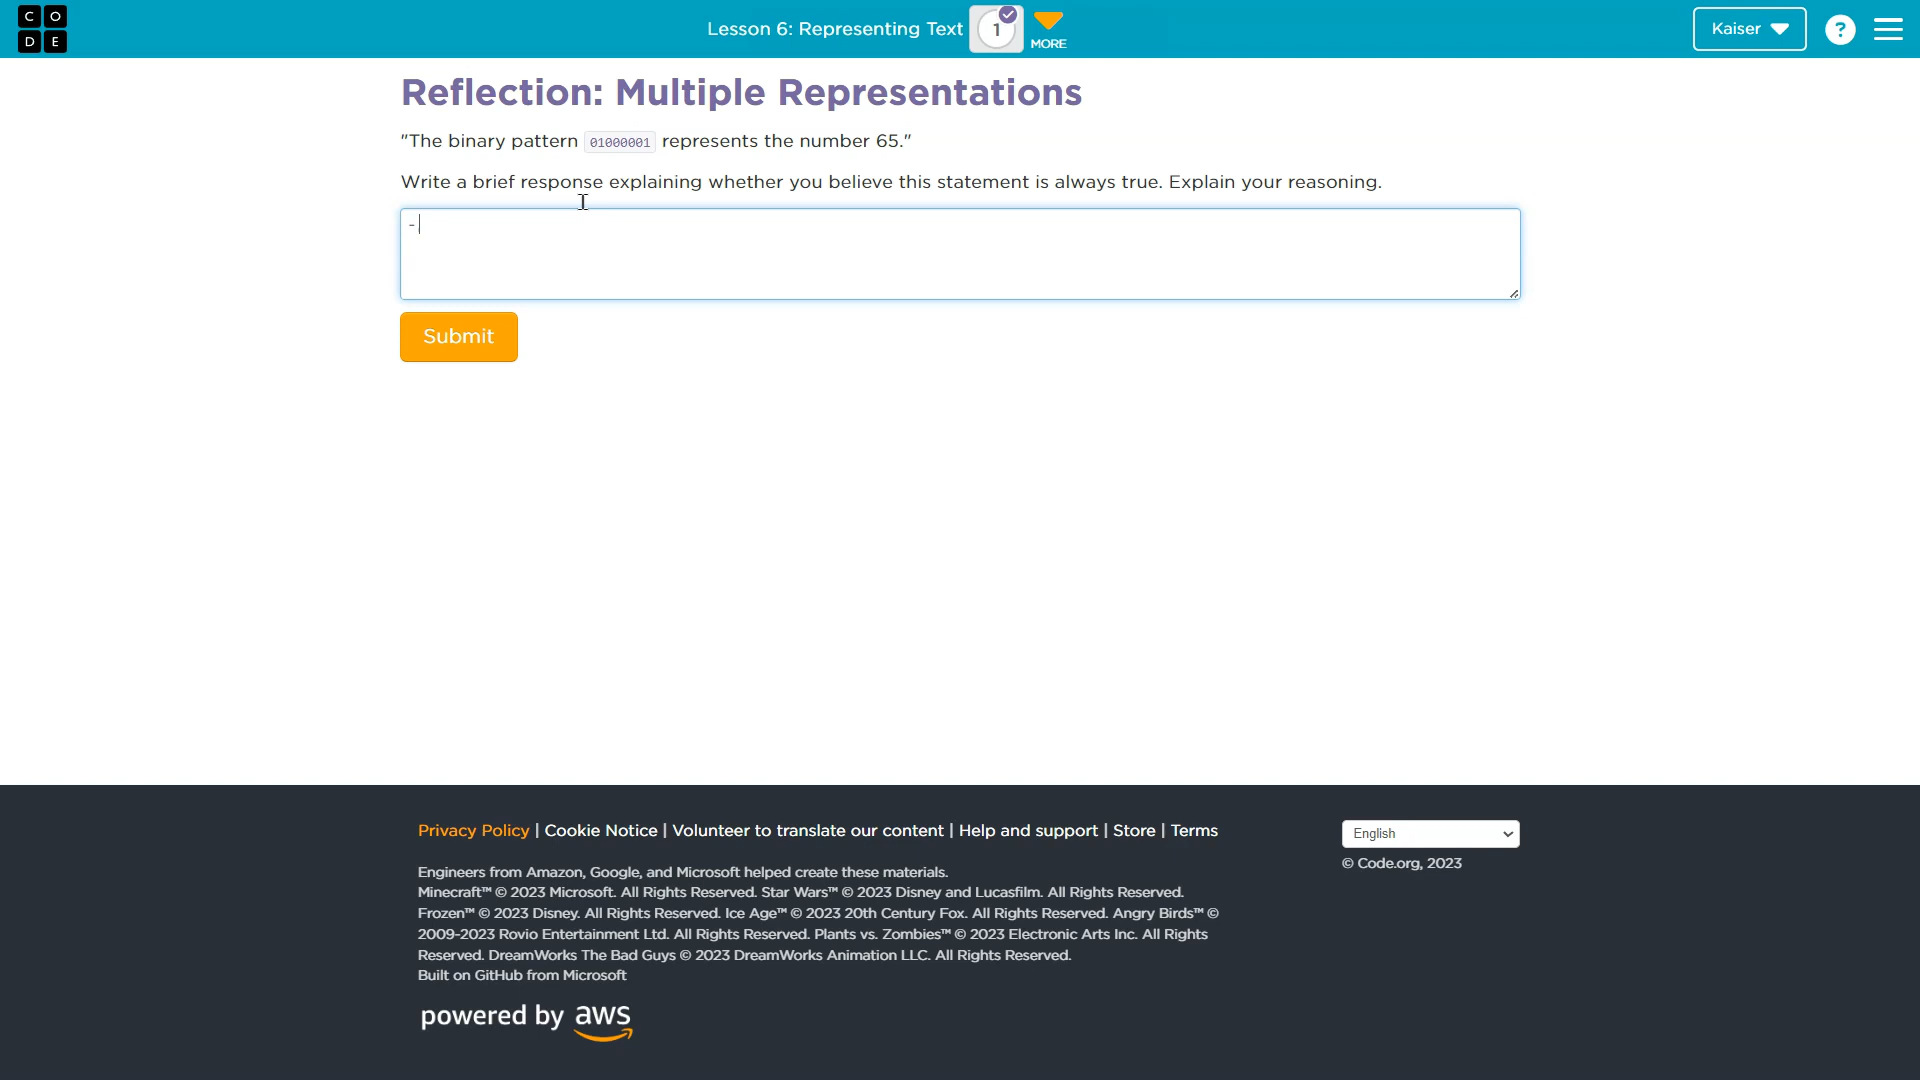 CODE
Lesson 6: Representing Text
1
MORE
Kaiser
?
Reflection: Multiple Representations
"The binary pattern 01000001 represents the number 65."
Write a brief response explaining whether you believe this statement is always true. Explain your reasoning.
-
Submit
Privacy Policy | Cookie Notice | Volunteer to translate our content | Help and support | Store | Terms
English
© Code.org, 2023
Engineers from Amazon, Google, and Microsoft helped create these materials.
Minecraft™ © 2023 Microsoft. All Rights Reserved. Star Wars™ © 2023 Disney and Lucasfilm. All Rights Reserved.
Frozen™ © 2023 Disney. All Rights Reserved. Ice Age™ © 2023 20th Century Fox. All Rights Reserved. Angry Birds™ ©
2009-2023 Rovio Entertainment Ltd. All Rights Reserved. Plants vs. Zombies™ © 2023 Electronic Arts Inc. All Rights
Reserved. DreamWorks The Bad Guys © 2023 DreamWorks Animation LLC. All Rights Reserved.
Built on GitHub from Microsoft
powered by aws